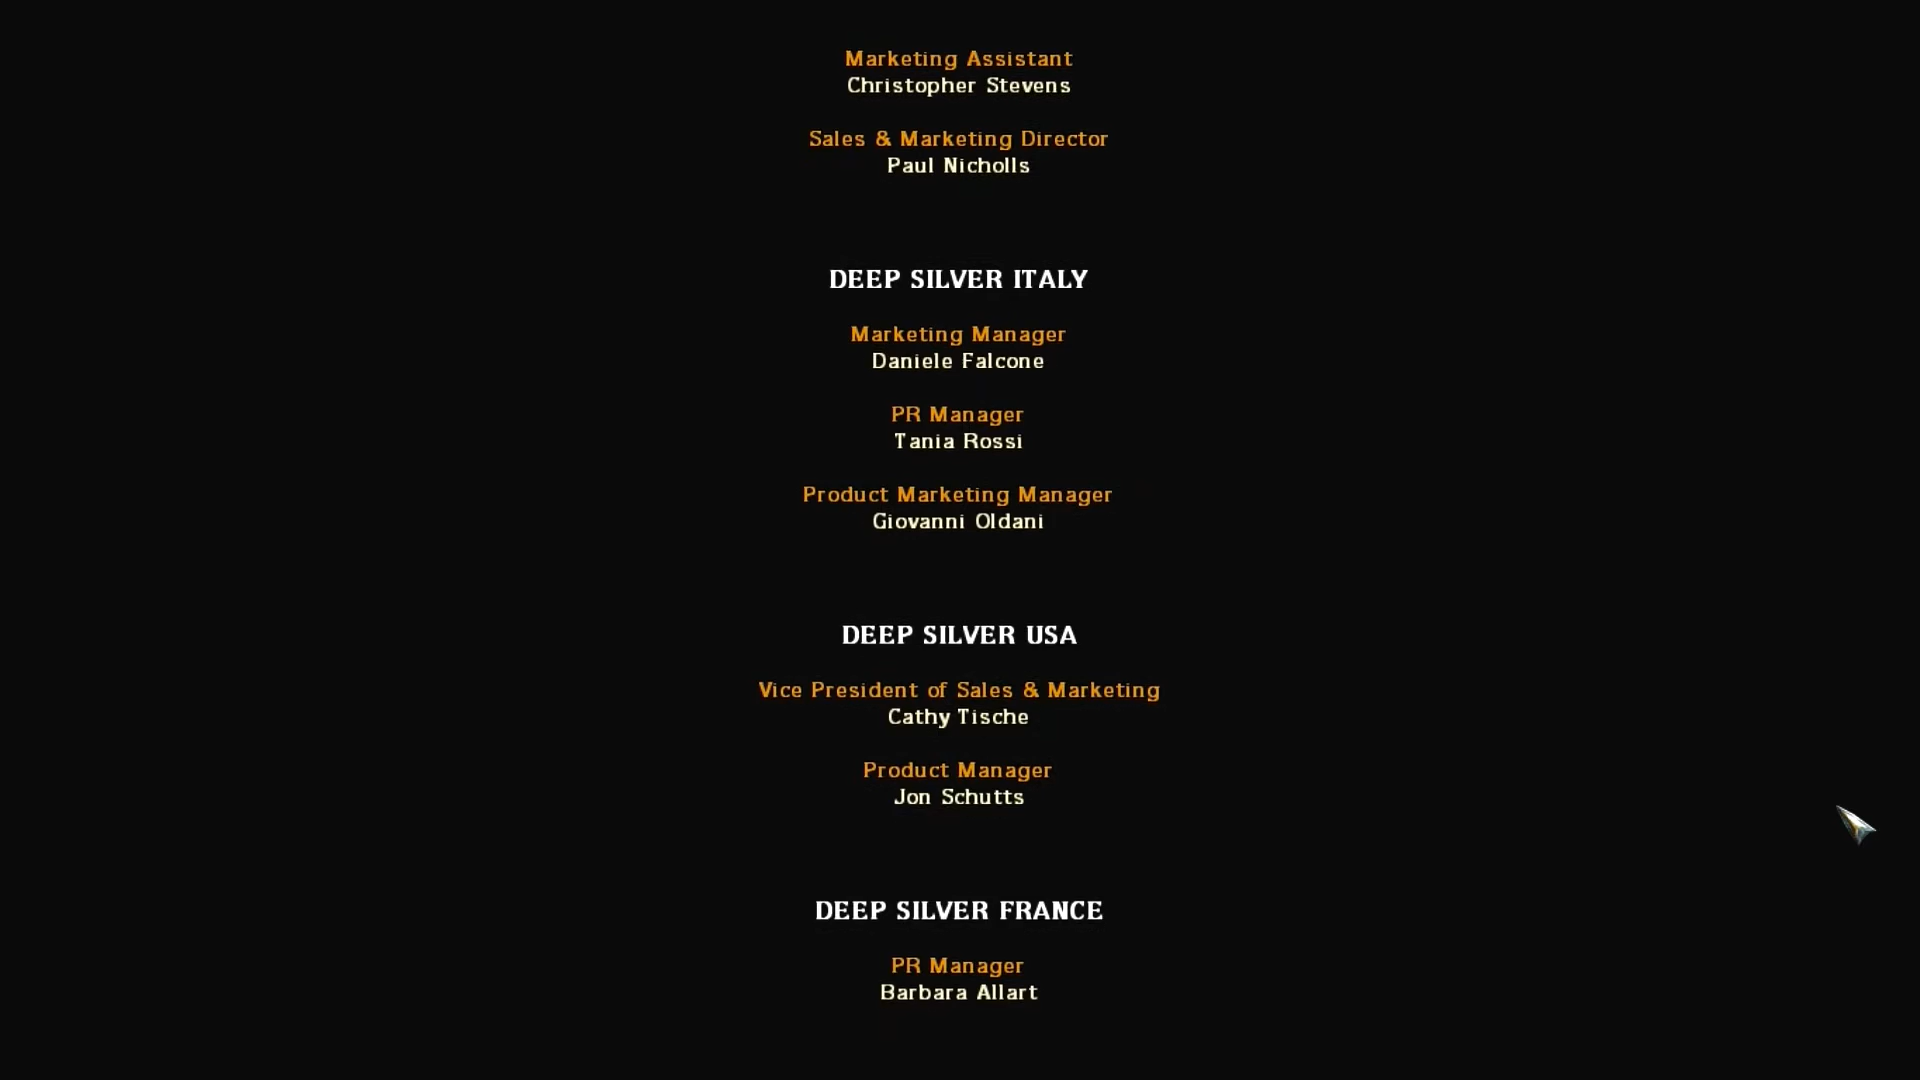 Marketing Assistant
Christopher Stevens
Sales & Marketing Director
Paul Nicholls
DEEP SILVER ITALY
Marketing Manager
Daniele Falcone
PR Manager
Tania Rossi
Product Marketing Manager
Giovanni Oldani
DEEP SILVER USA
Vice President of Sales & Marketing
Cathy Tische
Product Manager
Jon Schutts
DEEP SILVER FRANCE
PR Manager
Barbara Allart